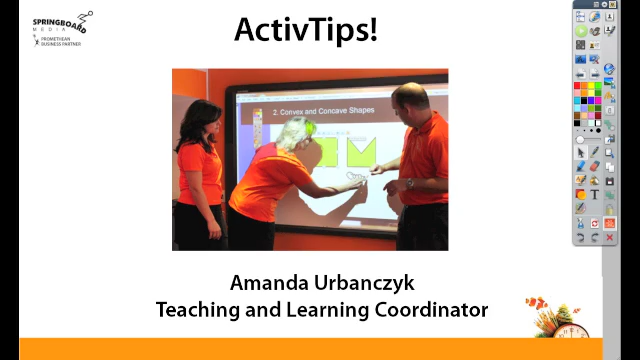 SPRINGBOARD
MEDIA
PROMETHEAN
BUSINESS PARTNER
ActivTips!
2. Convex and Concave Shapes
Amanda Urbanczyk
Teaching and Learning Coordinator